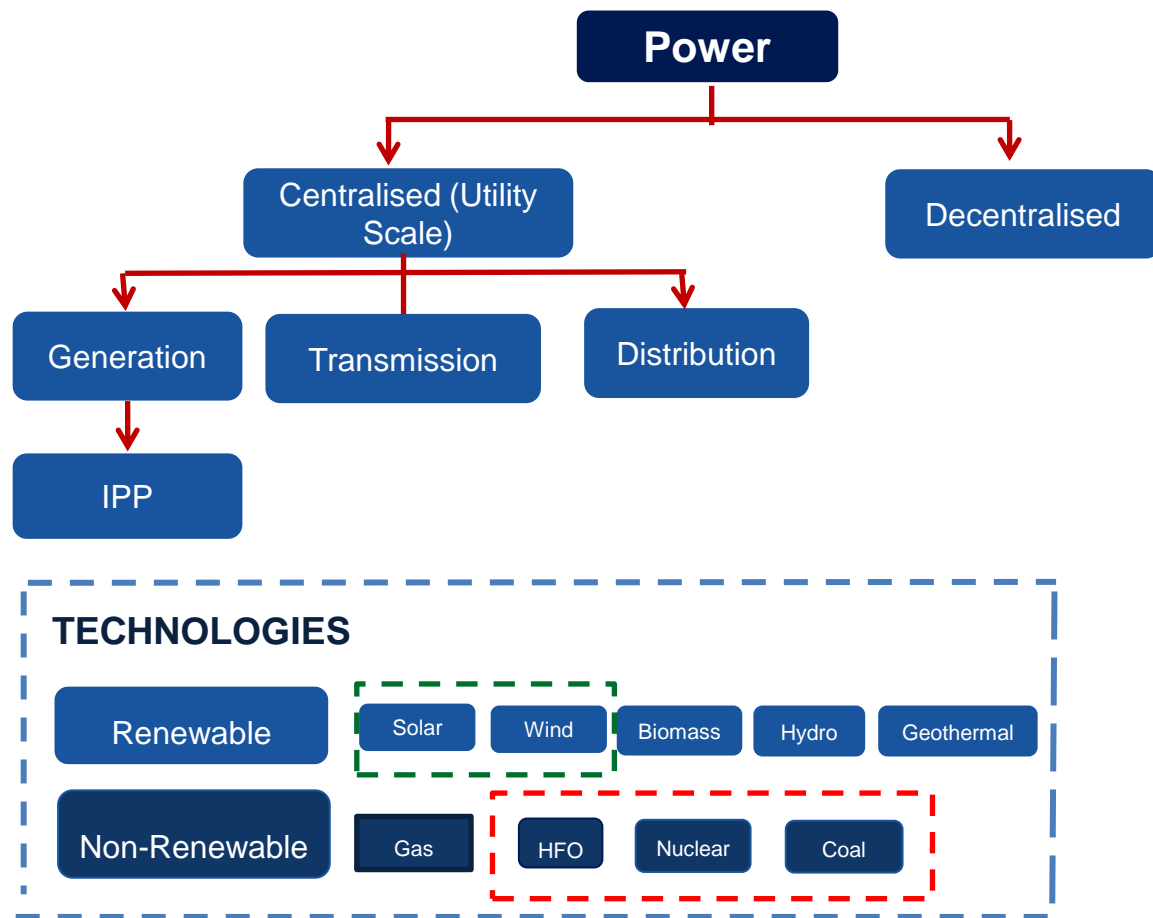 Power
Centralised (Utility
Scale)
Decentralised
Generation
Transmission
Distribution
IPP
TECHNOLOGIES
Renewable
Solar
Wind
Biomass
Hydro
Geothermal
Non-Renewable
Gas
HFO
Nuclear
Coal